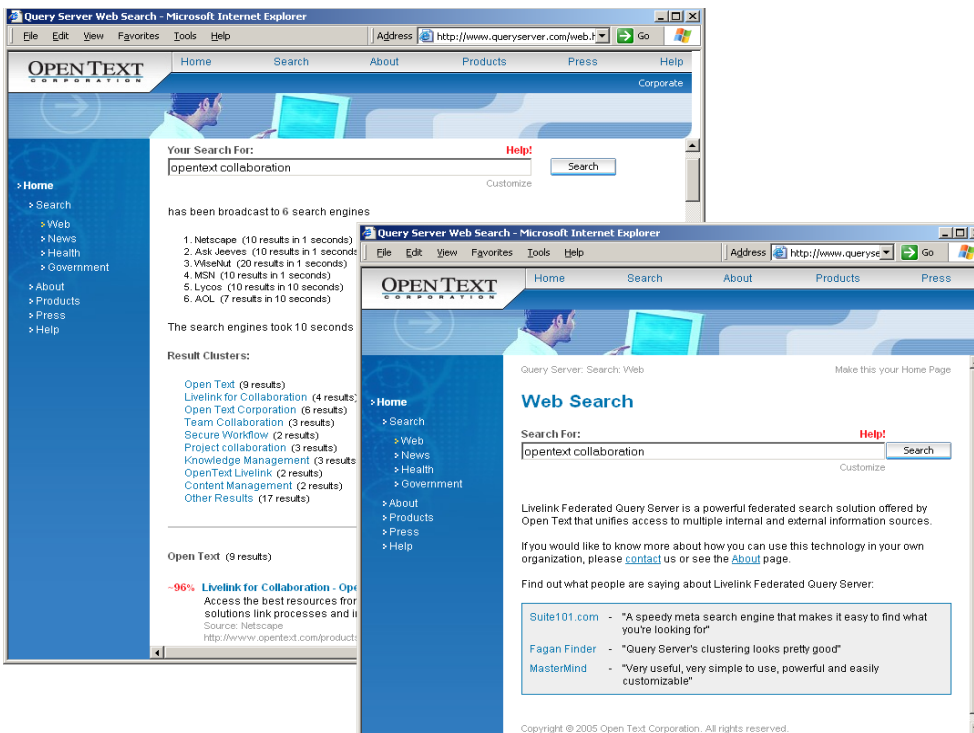 Query Server Web Search - Microsoft Internet Explorer
File Edit View Favorites Tools Help Address http://www.queryserver.com/web. Go
OPEN TEXT
CORPORATION
Home Search About Products Press Help
Corporate
Your Search For: Help!
opentext collaboration Search
Customize
>Home
>Search
>Web
>News
>Health
>Government
>About
>Products
>Press
>Help
has been broadcast to 6 search engines
1. Netscape (10 results in 1 seconds)
2. Ask Jeeves (10 results in 1 seconds
3. WiseNut (20 results in 1 seconds)
4. MSN (10 results in 1 seconds)
5. Lycos (10 results in 10 seconds)
6. AOL (7 results in 10 seconds)
The search engines took 10 seconds
Result Clusters:
Open Text (9 results)
Livelink for Collaboration (4 results)
Open Text Corporation (6 results)
Team Collaboration (3 results)
Secure Workflow (2 results)
Project collaboration (3 results)
Knowledge Management (3 results
OpenText Livelink (2 results)
Content Management (2 results)
Other Results (17 results)
Open Text (9 results)
~96% Livelink for Collaboration - Ope
Access the best resources from
solutions link processes and
Source: Netscape
http://www.opentext.com/products
Query Server Web Search - Microsoft Internet Explorer
File Edit View Favorites Tools Help Address http://www.queryse Go
OPEN TEXT
CORPORATION
Home Search About Products Press
Query Server: Search: Web Make this your Home Page
>Home
>Search
>Web
>News
>Health
>Government
>About
>Products
>Press
>Help
Web Search
Search For: Help!
opentext collaboration Search
Customize
Livelink Federated Query Server is a powerful federated search solution offered by
Open Text that unifies access to multiple internal and external information sources.
If you would like to know more about how you can use this technology in your own
organization, please contact us or see the About page.
Find out what people are saying about Livelink Federated Query Server:
Suite101.com - "A speedy meta search engine that makes it easy to find what
you're looking for"
Fagan Finder - "Query Server's clustering looks pretty good"
MasterMind - "Very useful, very simple to use, powerful and easily
customizable"
Copyright © 2005 Open Text Corporation. All rights reserved.